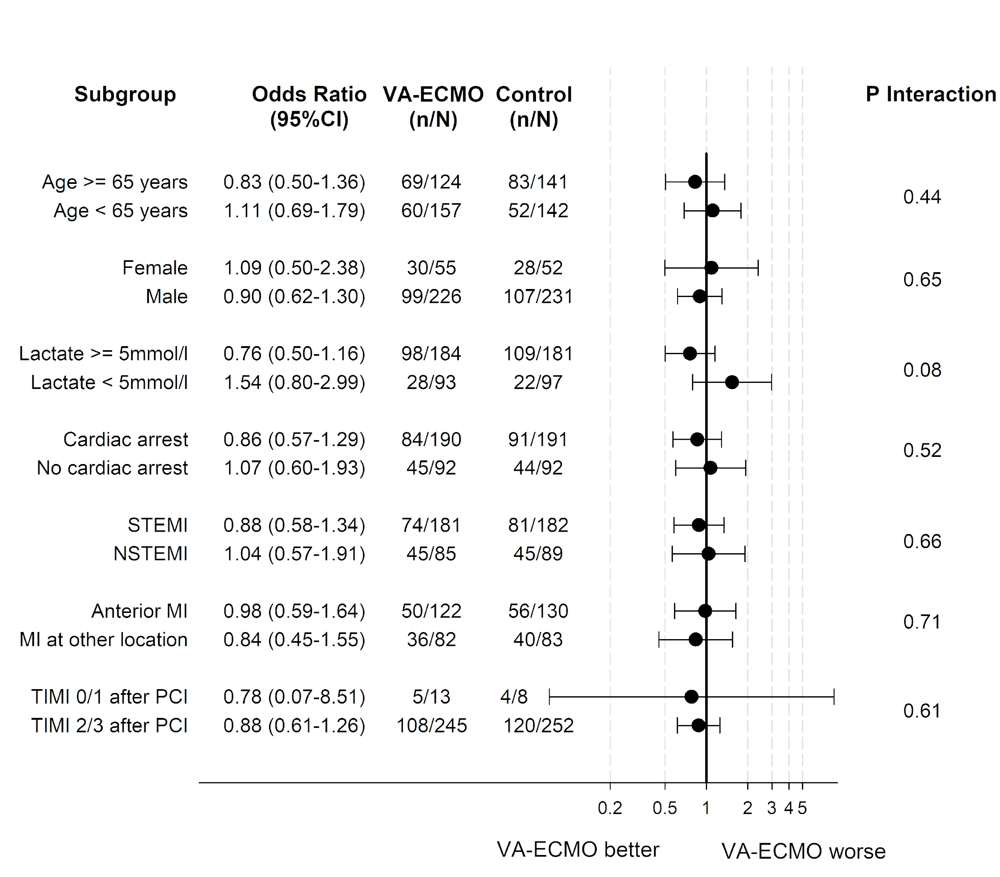 Subgroup Odds Ratio VA-ECMO Control P Interaction
(95%CI) (n/N) (n/N)
Age >= 65 years 0.83 (0.50-1.36) 69/124 83/141
0.44
Age < 65 years 1.11 (0.69-1.79) 60/157 52/142
Female 1.09 (0.50-2.38) 30/55 28/52
0.65
Male 0.90 (0.62-1.30) 99/226 107/231
Lactate >= 5mmol/l 0.76 (0.50-1.16) 98/184 109/181
0.08
Lactate < 5mmol/l 1.54 (0.80-2.99) 28/93 22/97
Cardiac arrest 0.86 (0.57-1.29) 84/190 91/191
0.52
No cardiac arrest 1.07 (0.60-1.93) 45/92 44/92
STEMI 0.88 (0.58-1.34) 74/181 81/182
0.66
NSTEMI 1.04 (0.57-1.91) 45/85 45/89
Anterior MI 0.98 (0.59-1.64) 50/122 56/130
0.71
MI at other location 0.84 (0.45-1.55) 36/82 40/83
TIMI 0/1 after PCI 0.78 (0.07-8.51) 5/13 4/8
0.61
TIMI 2/3 after PCI 0.88 (0.61-1.26) 108/245 120/252
0.2 0.5 1 2 3 4 5
VA-ECMO better VA-ECMO worse